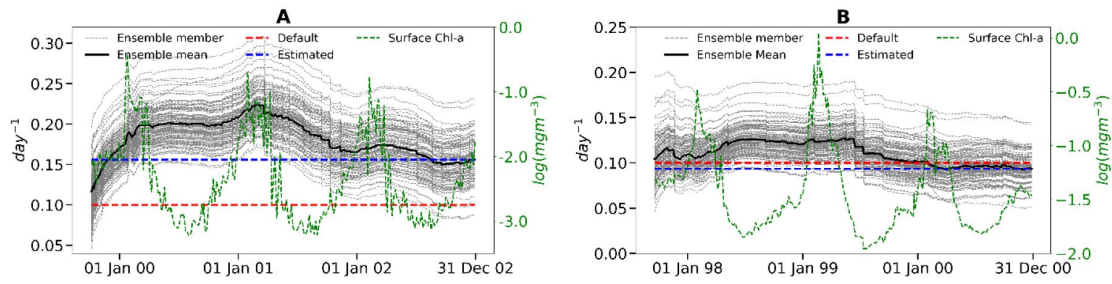 A
Ensemble member
Default
Surface Chl-a
Ensemble mean
Estimated
day⁻¹
0.30
0.25
0.20
0.15
0.10
0.05
0.0
-1.0
-2.0
-3.0
log(mgm⁻³)
01 Jan 00
01 Jan 01
01 Jan 02
31 Dec 02
B
Ensemble member
Default
Surface Chl-a
Ensemble Mean
Estimated
day⁻¹
0.25
0.20
0.15
0.10
0.05
0.00
0.0
-0.5
-1.0
-1.5
-2.0
log(mgm⁻³)
01 Jan 98
01 Jan 99
01 Jan 00
31 Dec 00